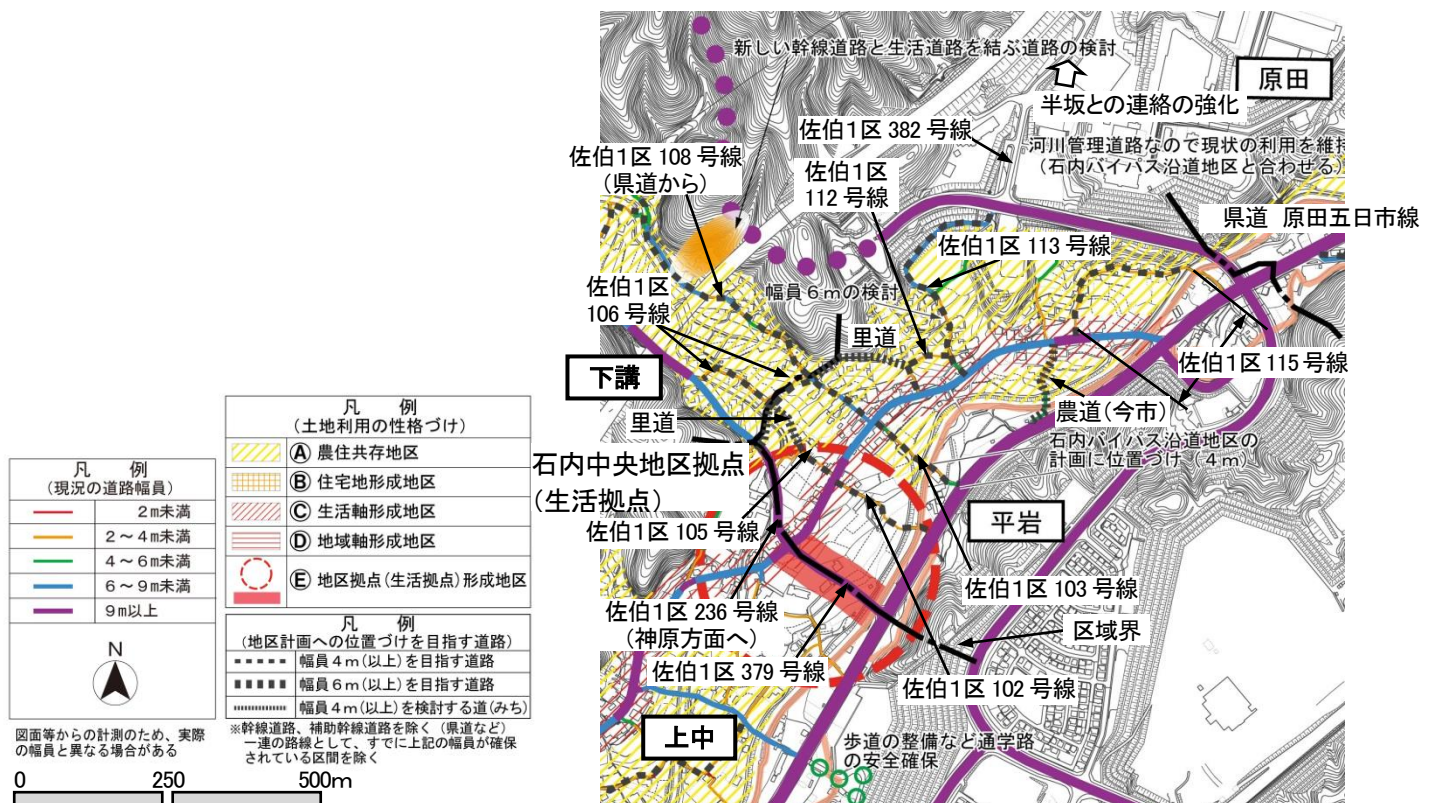 新しい幹線道路と生活道路を結ぶ道路の検討
原田
半坂との連絡の強化
佐伯1区 382 号線
河川管理道路なので現状の利用を維持
(石内バイパス沿道地区と合わせる)
佐伯1区 108 号線
(県道から)
佐伯1区
112 号線
県道 原田五日市線
佐伯1区 113 号線
佐伯1区
106 号線
幅員6mの検討
里道
佐伯1区 115 号線
下講
里道
農道(今市)
石内バイパス沿道地区の
計画に位置づけ(4m)
石内中央地区拠点
(生活拠点)
平岩
佐伯1区 105 号線
佐伯1区 103 号線
佐伯1区 236 号線
(神原方面へ)
区域界
佐伯1区 379 号線
佐伯1区 102 号線
上中
歩道の整備など通学路
の安全確保
凡 例
(現況の道路幅員)
2m未満
2~4m未満
4~6m未満
6~9m未満
9m以上
N
図面等からの計測のため、実際
の幅員と異なる場合がある
0 250 500m
凡 例
(土地利用の性格づけ)
Ⓐ 農住共存地区
Ⓑ 住宅地形成地区
Ⓒ 生活軸形成地区
Ⓓ 地域軸形成地区
Ⓔ 地区拠点(生活拠点)形成地区
凡 例
(地区計画への位置づけを目指す道路)
幅員4m(以上)を目指す道路
幅員6m(以上)を目指す道路
幅員4m(以上)を検討する道(みち)
※幹線道路、補助幹線道路を除く(県道など)
一連の路線として、すでに上記の幅員が確保
されている区間を除く